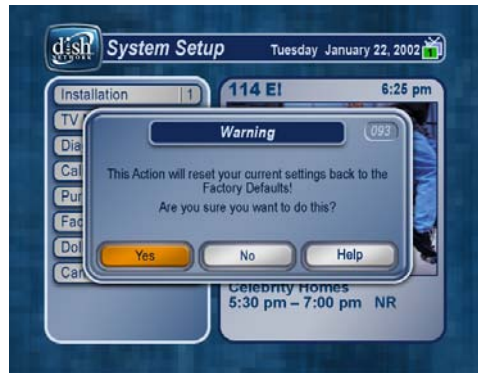 dish
NETWORK
System Setup
Tuesday January 22, 2002
1
Installation 1
TV
Dia
Cal
Pur
Fac
Dol
Car
114 E!
6:25 pm
Warning
093
This Action will reset your current settings back to the
Factory Defaults!
Are you sure you want to do this?
Yes
No
Help
Celebrity Homes
5:30 pm – 7:00 pm NR